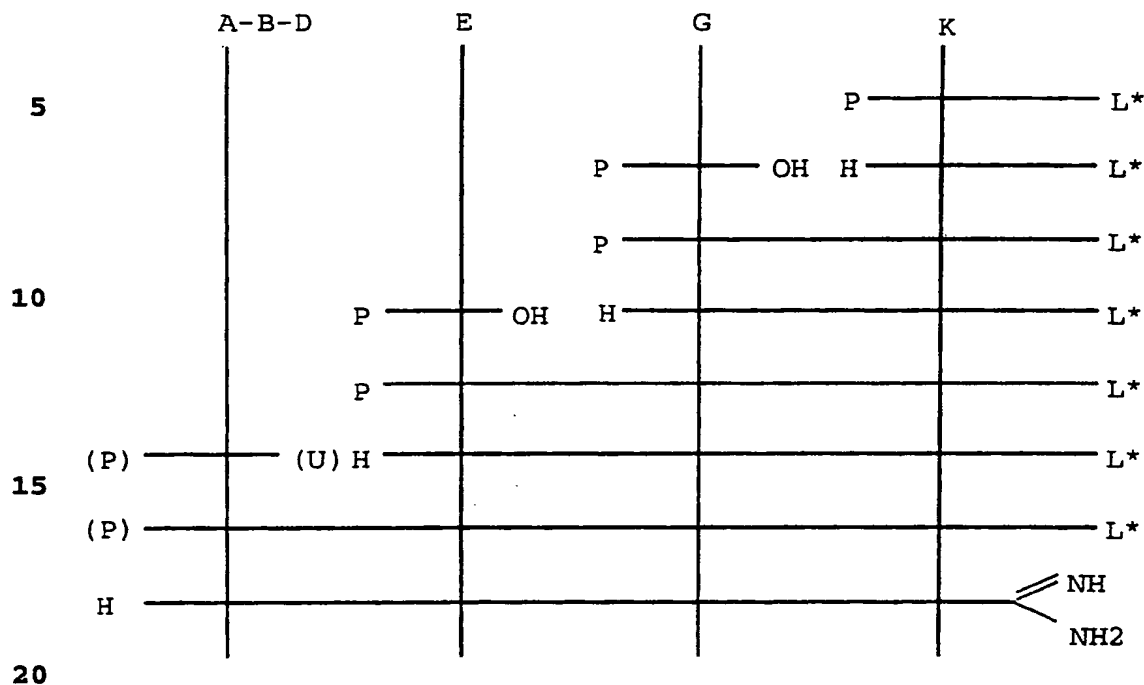 A-B-D E G K
5 P L*
P OH H L*
P L*
10 P OH H L*
P L*
(P) (U) H L*
15
(P) L*
H NH
NH2
20